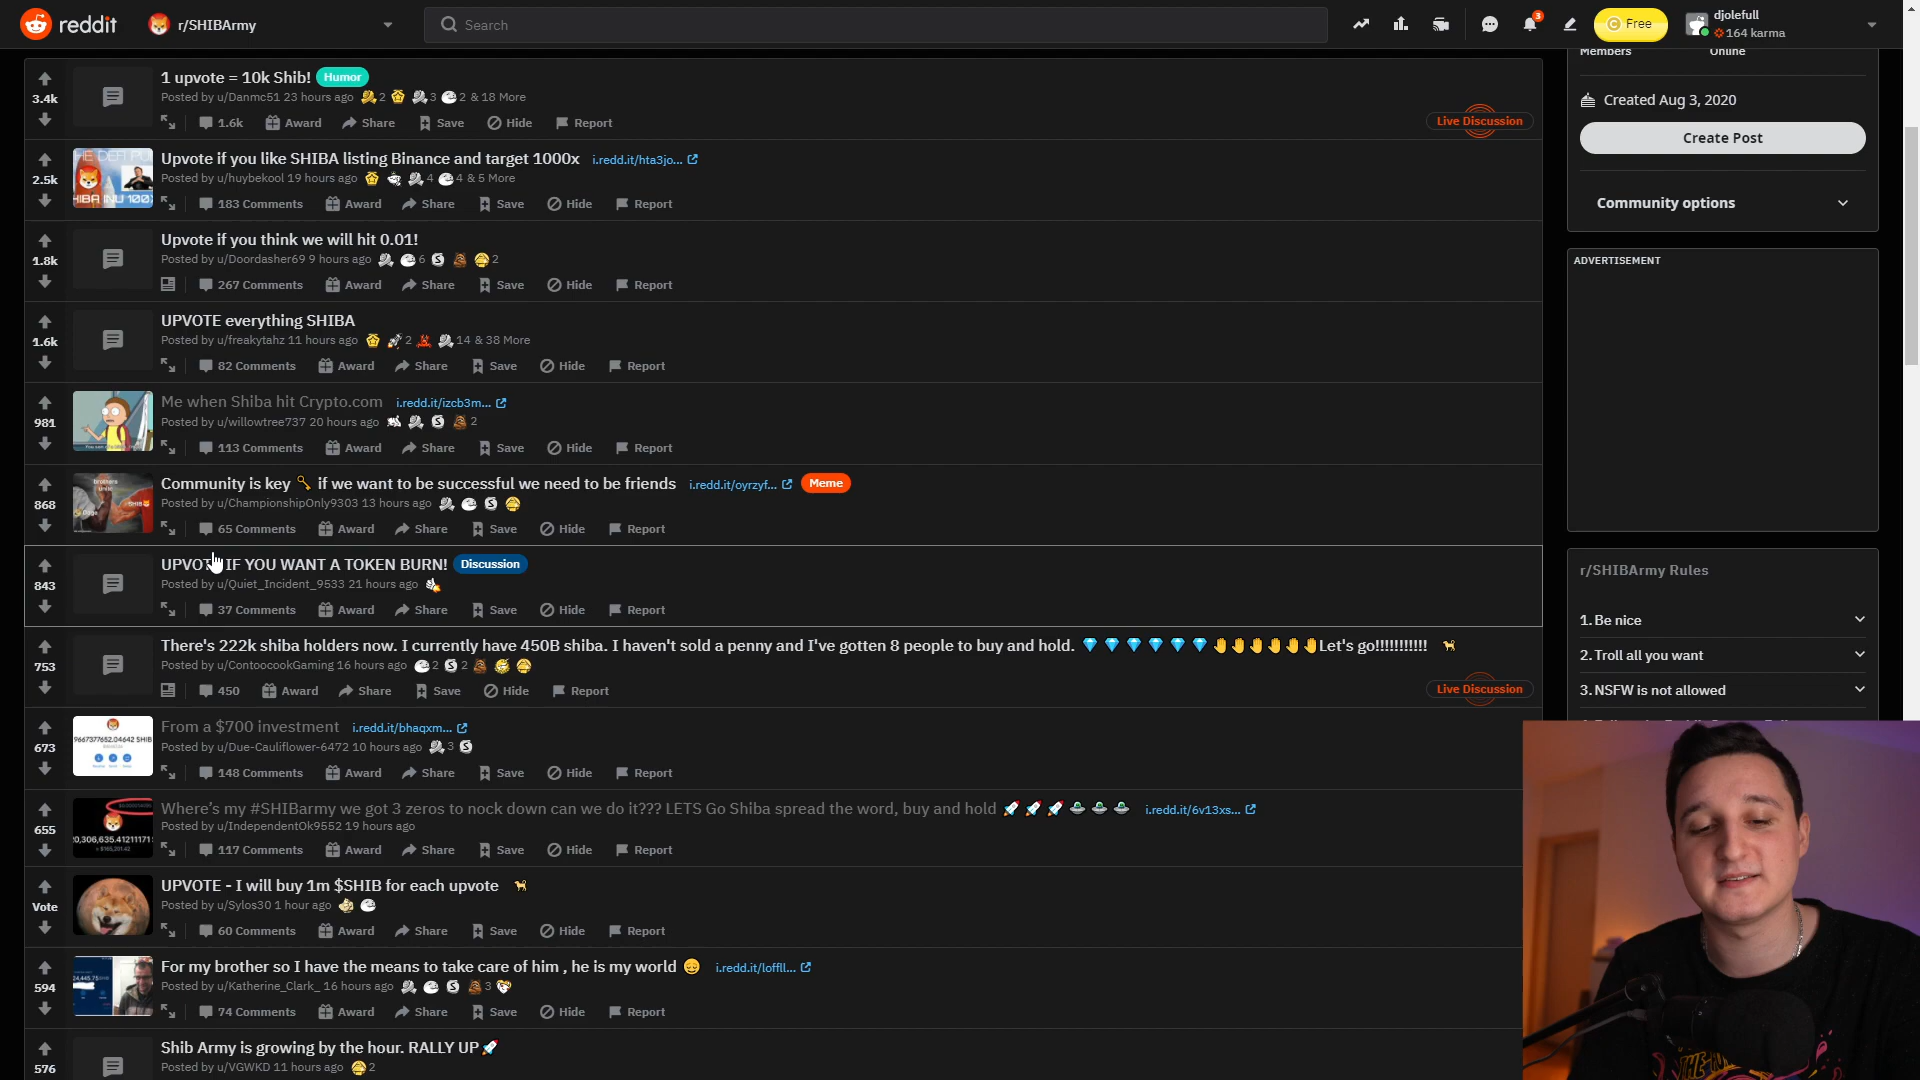 reddit r/SHIBArmy Search 3 Free djolefull
164 karma
Members Online
1 upvote = 10k Shib! Humor
3.4k
Posted by u/Danmc51 23 hours ago 2 3 2 & 18 More
1.6k Award Share Save Hide Report
Live Discussion
Created Aug 3, 2020
Create Post
Community options
Upvote if you like SHIBA listing Binance and target 1000x i.redd.it/hta3jo...
2.5k
Posted by u/huybekool 19 hours ago 4 4 & 5 More
183 Comments Award Share Save Hide Report
Upvote if you think we will hit 0.01!
1.8k
Posted by u/Doordasher69 9 hours ago 6 2
267 Comments Award Share Save Hide Report
ADVERTISEMENT
UPVOTE everything SHIBA
1.6k
Posted by u/freakytahz 11 hours ago 2 14 & 38 More
82 Comments Award Share Save Hide Report
Me when Shiba hit Crypto.com i.redd.it/izcb3m...
981
Posted by u/willowtree737 20 hours ago 2
113 Comments Award Share Save Hide Report
Community is key if we want to be successful we need to be friends i.redd.it/oyrzyf... Meme
868
Posted by u/ChampionshipOnly9303 13 hours ago
65 Comments Award Share Save Hide Report
IF YOU WANT A TOKEN BURN! Discussion
843
Posted by u/Quiet_Incident_9533 21 hours ago
37 Comments Award Share Save Hide Report
There's 222k shiba holders now. I currently have 450B shiba. I haven't sold a penny and I've gotten 8 people to buy and hold. 💎💎💎💎💎💎🤚🤚🤚🤚🤚Let's go!!!!!!!!!!!
753
Posted by u/ContoocookGaming 16 hours ago 2 2
450 Award Share Save Hide Report
Live Discussion
r/SHIBArmy Rules
1. Be nice
2. Troll all you want
3. NSFW is not allowed
From a $700 investment i.redd.it/bhaqxm...
673
Posted by u/Due-Cauliflower-6472 10 hours ago 3
148 Comments Award Share Save Hide Report
Where's my #SHIBarmy we got 3 zeros to nock down can we do it??? LETS Go Shiba spread the word, buy and hold 🚀🚀🚀🛸🛸🛸 i.redd.it/6v13xs...
655
Posted by u/IndependentOk9552 19 hours ago
117 Comments Award Share Save Hide Report
UPVOTE - I will buy 1m $SHIB for each upvote
Vote
Posted by u/Sylos30 1 hour ago
60 Comments Award Share Save Hide Report
For my brother so I have the means to take care of him , he is my world 😔 i.redd.it/loffll...
594
Posted by u/Katherine_Clark_ 16 hours ago 3
74 Comments Award Share Save Hide Report
Shib Army is growing by the hour. RALLY UP🚀
576
Posted by u/VGWKD 11 hours ago 2